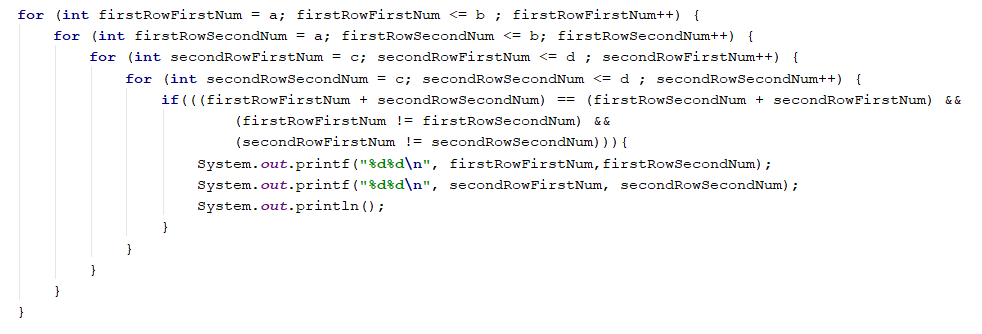 for (int firstRowFirstNum = a; firstRowFirstNum <= b ; firstRowFirstNum++) {
for (int firstRowSecondNum = a; firstRowSecondNum <= b; firstRowSecondNum++) {
for (int secondRowFirstNum = c; secondRowFirstNum <= d ; secondRowFirstNum++) {
for (int secondRowSecondNum = c; secondRowSecondNum <= d ; secondRowSecondNum++) {
if(((firstRowFirstNum + secondRowSecondNum) == (firstRowSecondNum + secondRowFirstNum) &&
(firstRowFirstNum != firstRowSecondNum) &&
(secondRowFirstNum != secondRowSecondNum))){
System.out.printf("%d%d\n", firstRowFirstNum,firstRowSecondNum);
System.out.printf("%d%d\n", secondRowFirstNum, secondRowSecondNum);
System.out.println();
}
}
}
}
}